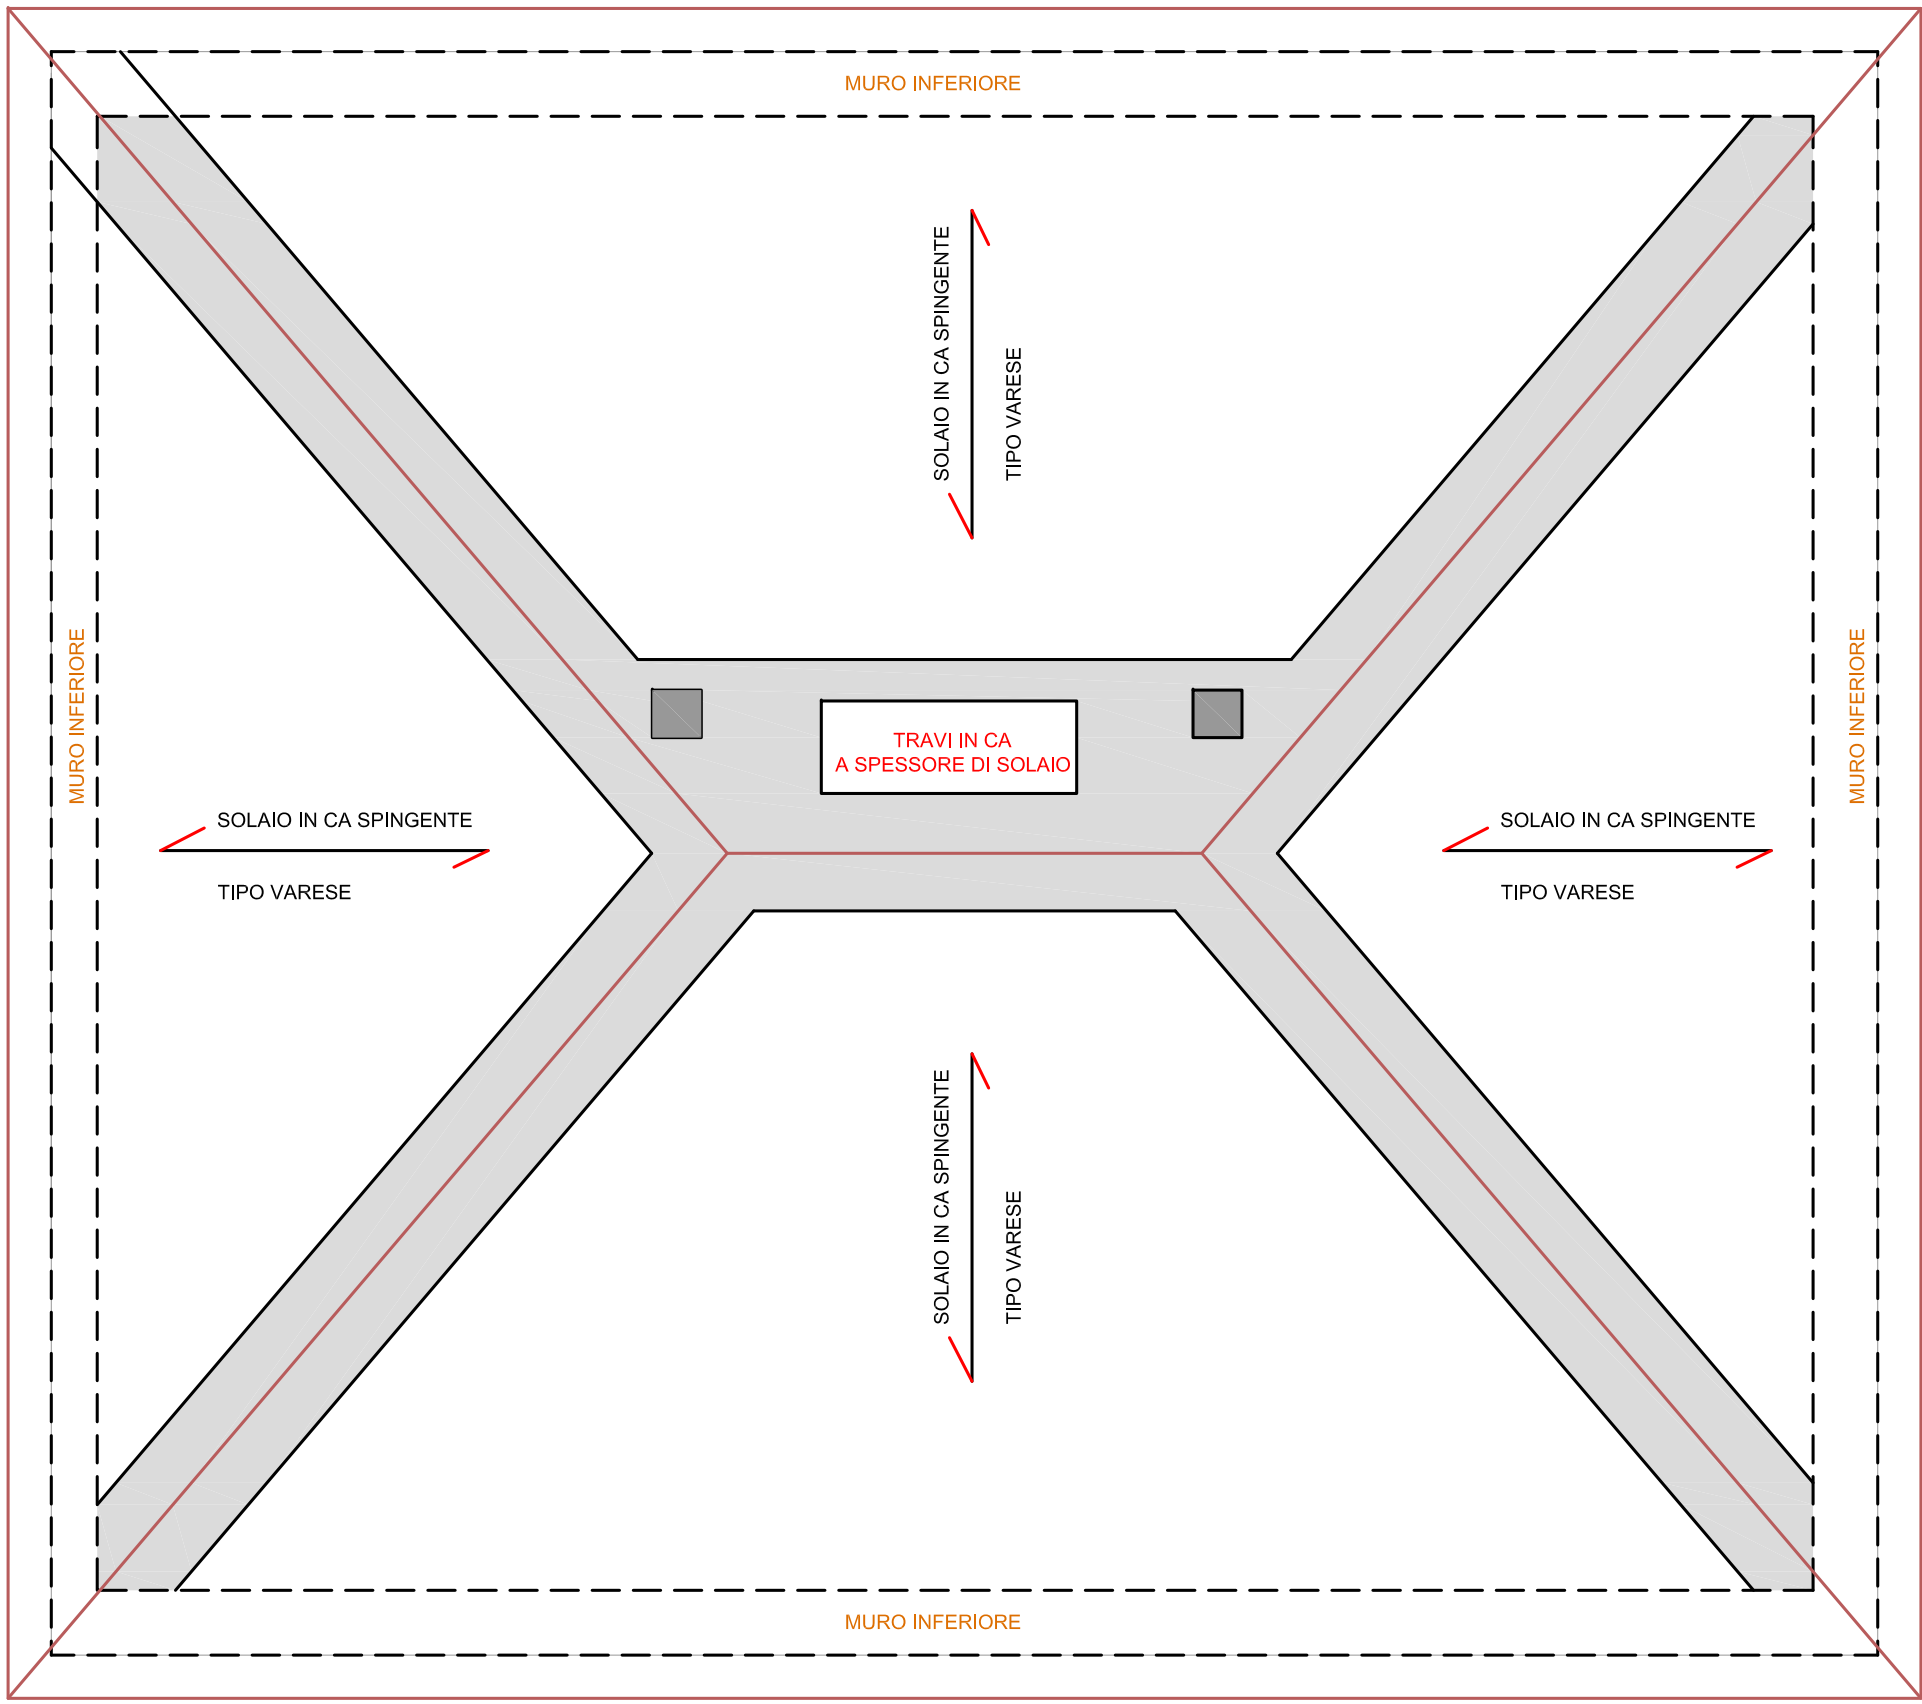 MURO INFERIORE
SOLAIO IN CA SPINGENTE
TIPO VARESE
MURO INFERIORE
TRAVI IN CA
A SPESSORE DI SOLAIO
MURO INFERIORE
SOLAIO IN CA SPINGENTE
TIPO VARESE
SOLAIO IN CA SPINGENTE
TIPO VARESE
SOLAIO IN CA SPINGENTE
TIPO VARESE
MURO INFERIORE